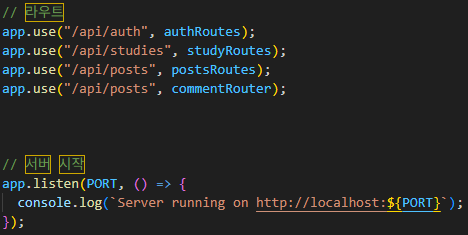 // 라우트
app.use("/api/auth", authRoutes);
app.use("/api/studies", studyRoutes);
app.use("/api/posts", postsRoutes);
app.use("/api/posts", commentRouter);
// 서버 시작
app.listen(PORT, () => {
  console.log(`Server running on http://localhost:${PORT}`);
});